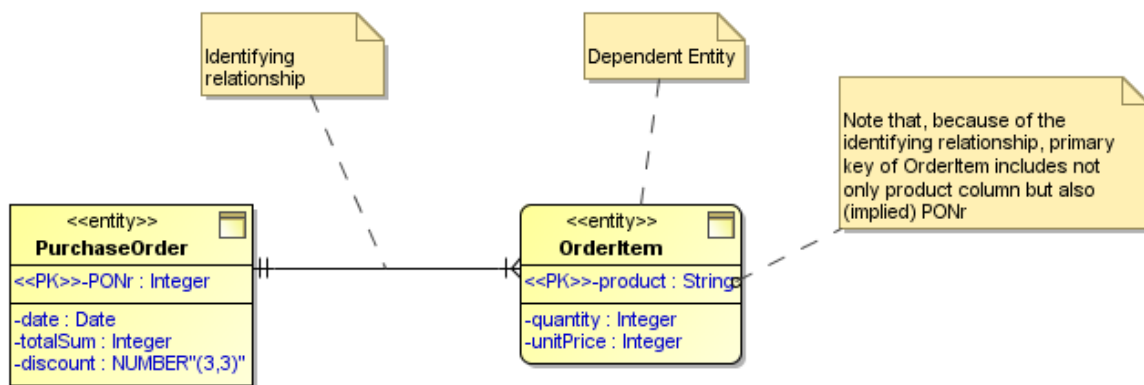 Identifying
relationship
Dependent Entity
Note that, because of the
identifying relationship, primary
key of OrderItem includes not
only product column but also
(implied) PONr
<<entity>>
PurchaseOrder
<<PK>>-PONr : Integer
-date : Date
-totalSum : Integer
-discount : NUMBER"(3,3)"
<<entity>>
OrderItem
<<PK>>-product : String
-quantity : Integer
-unitPrice : Integer